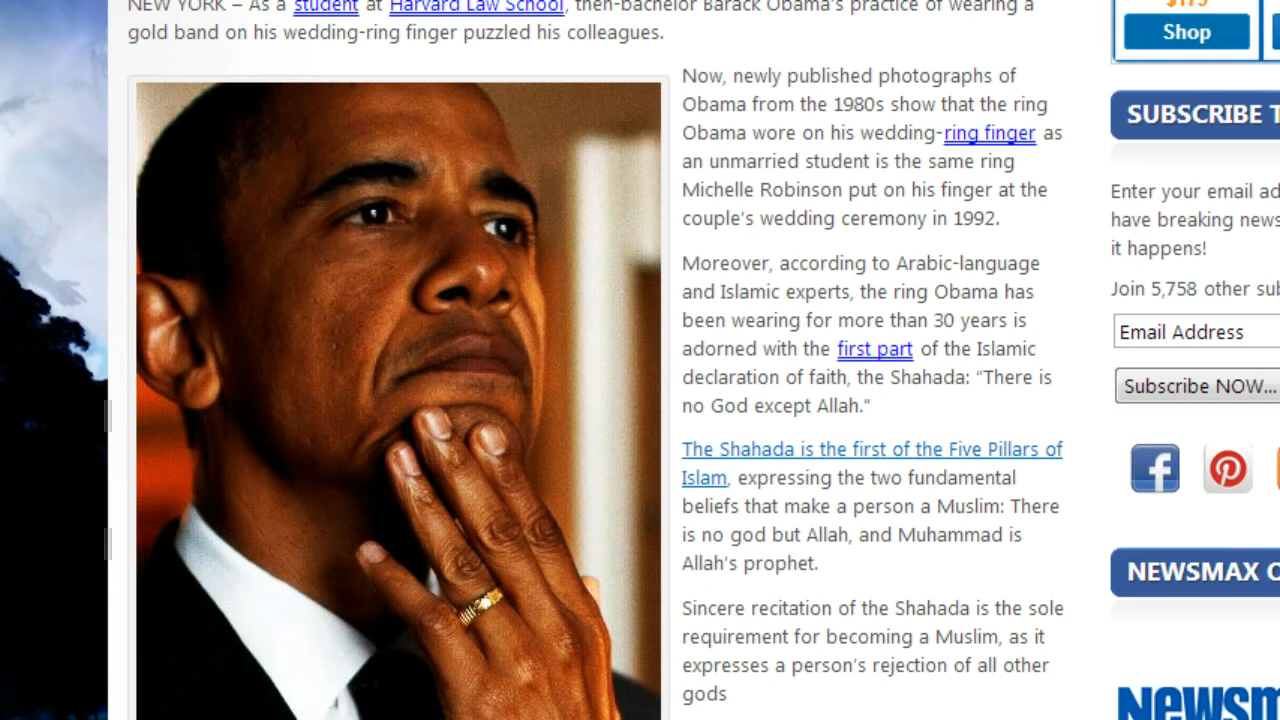 NEW YORK – As a student at Harvard Law School, then-bachelor Barack Obama's practice of wearing a
gold band on his wedding-ring finger puzzled his colleagues.
Now, newly published photographs of
Obama from the 1980s show that the ring
Obama wore on his wedding-ring finger as
an unmarried student is the same ring
Michelle Robinson put on his finger at the
couple's wedding ceremony in 1992.
Moreover, according to Arabic-language
and Islamic experts, the ring Obama has
been wearing for more than 30 years is
adorned with the first part of the Islamic
declaration of faith, the Shahada: "There is
no God except Allah."
The Shahada is the first of the Five Pillars of
Islam, expressing the two fundamental
beliefs that make a person a Muslim: There
is no god but Allah, and Muhammad is
Allah's prophet.
Sincere recitation of the Shahada is the sole
requirement for becoming a Muslim, as it
expresses a person's rejection of all other
gods
$175
Shop
SUBSCRIBE T
Enter your email ad
have breaking news
it happens!
Join 5,758 other sub
Email Address
Subscribe NOW...
NEWSMAX O
Newsm